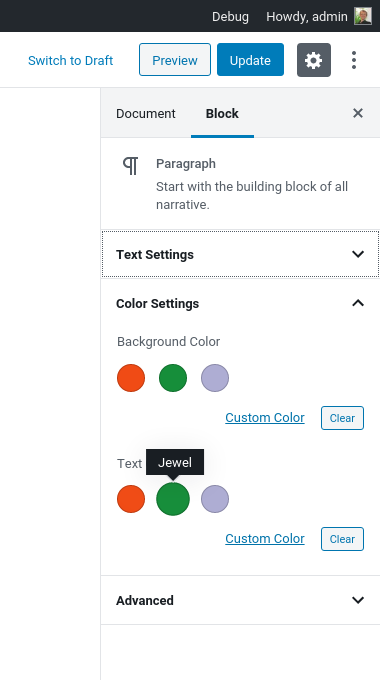 Debug Howdy, admin
Switch to Draft Preview Update
Document Block
Paragraph
Start with the building block of all
narrative.
Text Settings
Color Settings
Background Color
Custom Color Clear
Text Jewel
Custom Color Clear
Advanced